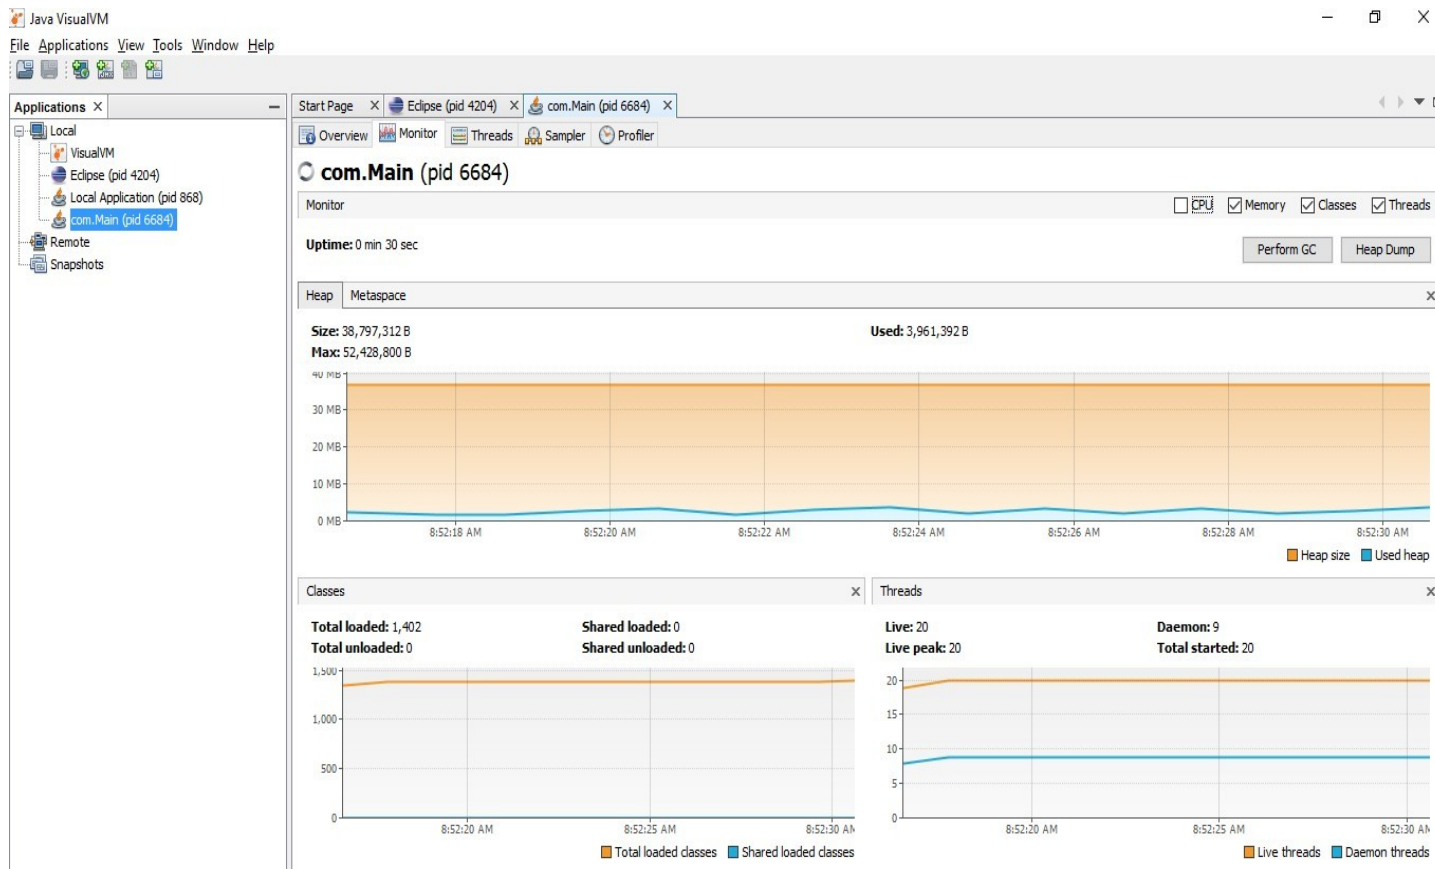 Java VisualVM
File Applications View Tools Window Help
Applications
Local
VisualVM
Eclipse (pid 4204)
Local Application (pid 868)
com.Main (pid 6684)
Remote
Snapshots
Start Page Eclipse (pid 4204) com.Main (pid 6684)
Overview Monitor Threads Sampler Profiler
com.Main (pid 6684)
Monitor CPU Memory Classes Threads
Uptime: 0 min 30 sec Perform GC Heap Dump
Heap Metaspace
Size: 38,797,312 B Used: 3,961,392 B
Max: 52,428,800 B
40 MB
30 MB
20 MB
10 MB
0 MB
8:52:18 AM 8:52:20 AM 8:52:22 AM 8:52:24 AM 8:52:26 AM 8:52:28 AM 8:52:30 AM
Heap size Used heap
Classes
Total loaded: 1,402 Shared loaded: 0
Total unloaded: 0 Shared unloaded: 0
1,500
1,000
500
0
8:52:20 AM 8:52:25 AM 8:52:30 AM
Total loaded classes Shared loaded classes
Threads
Live: 20 Daemon: 9
Live peak: 20 Total started: 20
20
15
10
5
0
8:52:20 AM 8:52:25 AM 8:52:30 AM
Live threads Daemon threads